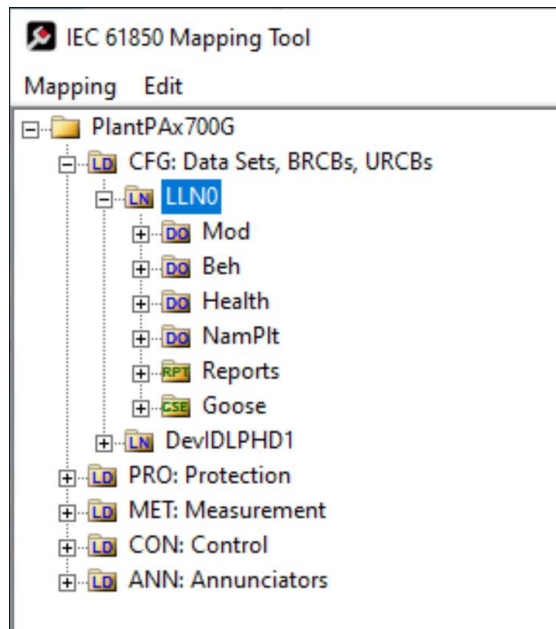 IEC 61850 Mapping Tool
Mapping Edit
PlantPAx700G
LD CFG: Data Sets, BRCBs, URCBs
LN LLN0
DO Mod
DO Beh
DO Health
DO NamPlt
RPT Reports
GSE Goose
LN DevIDLPHD1
LD PRO: Protection
LD MET: Measurement
LD CON: Control
LD ANN: Annunciators